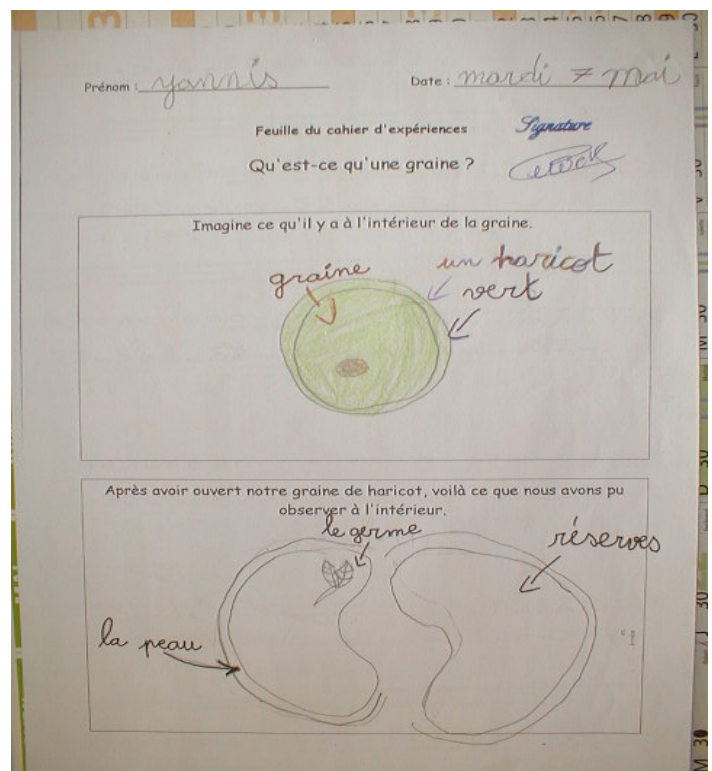 Prénom : yannis
Date : mardi 7 mai
Feuille du cahier d'expériences
Signature
Qu'est-ce qu'une graine ?
Imagine ce qu'il y a à l'intérieur de la graine.
graine
un haricot
vert
Après avoir ouvert notre graine de haricot, voilà ce que nous avons pu
observer à l'intérieur.
le germe
réserves
la peau